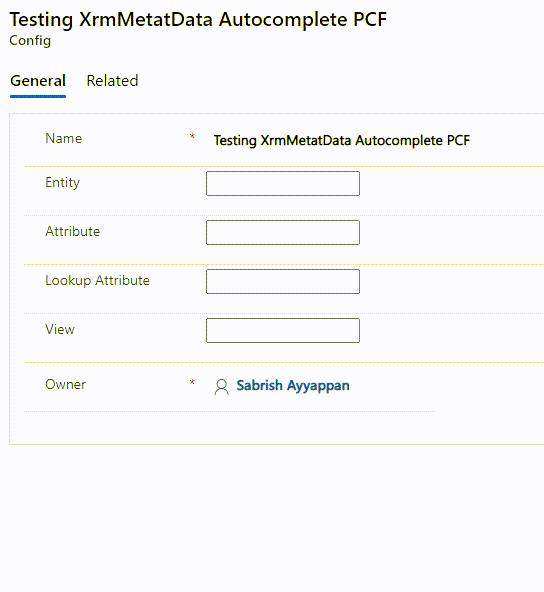 Testing XrmMetatData Autocomplete PCF
Config
General Related
Name * Testing XrmMetatData Autocomplete PCF
Entity
Attribute
Lookup Attribute
View
Owner * Sabrish Ayyappan